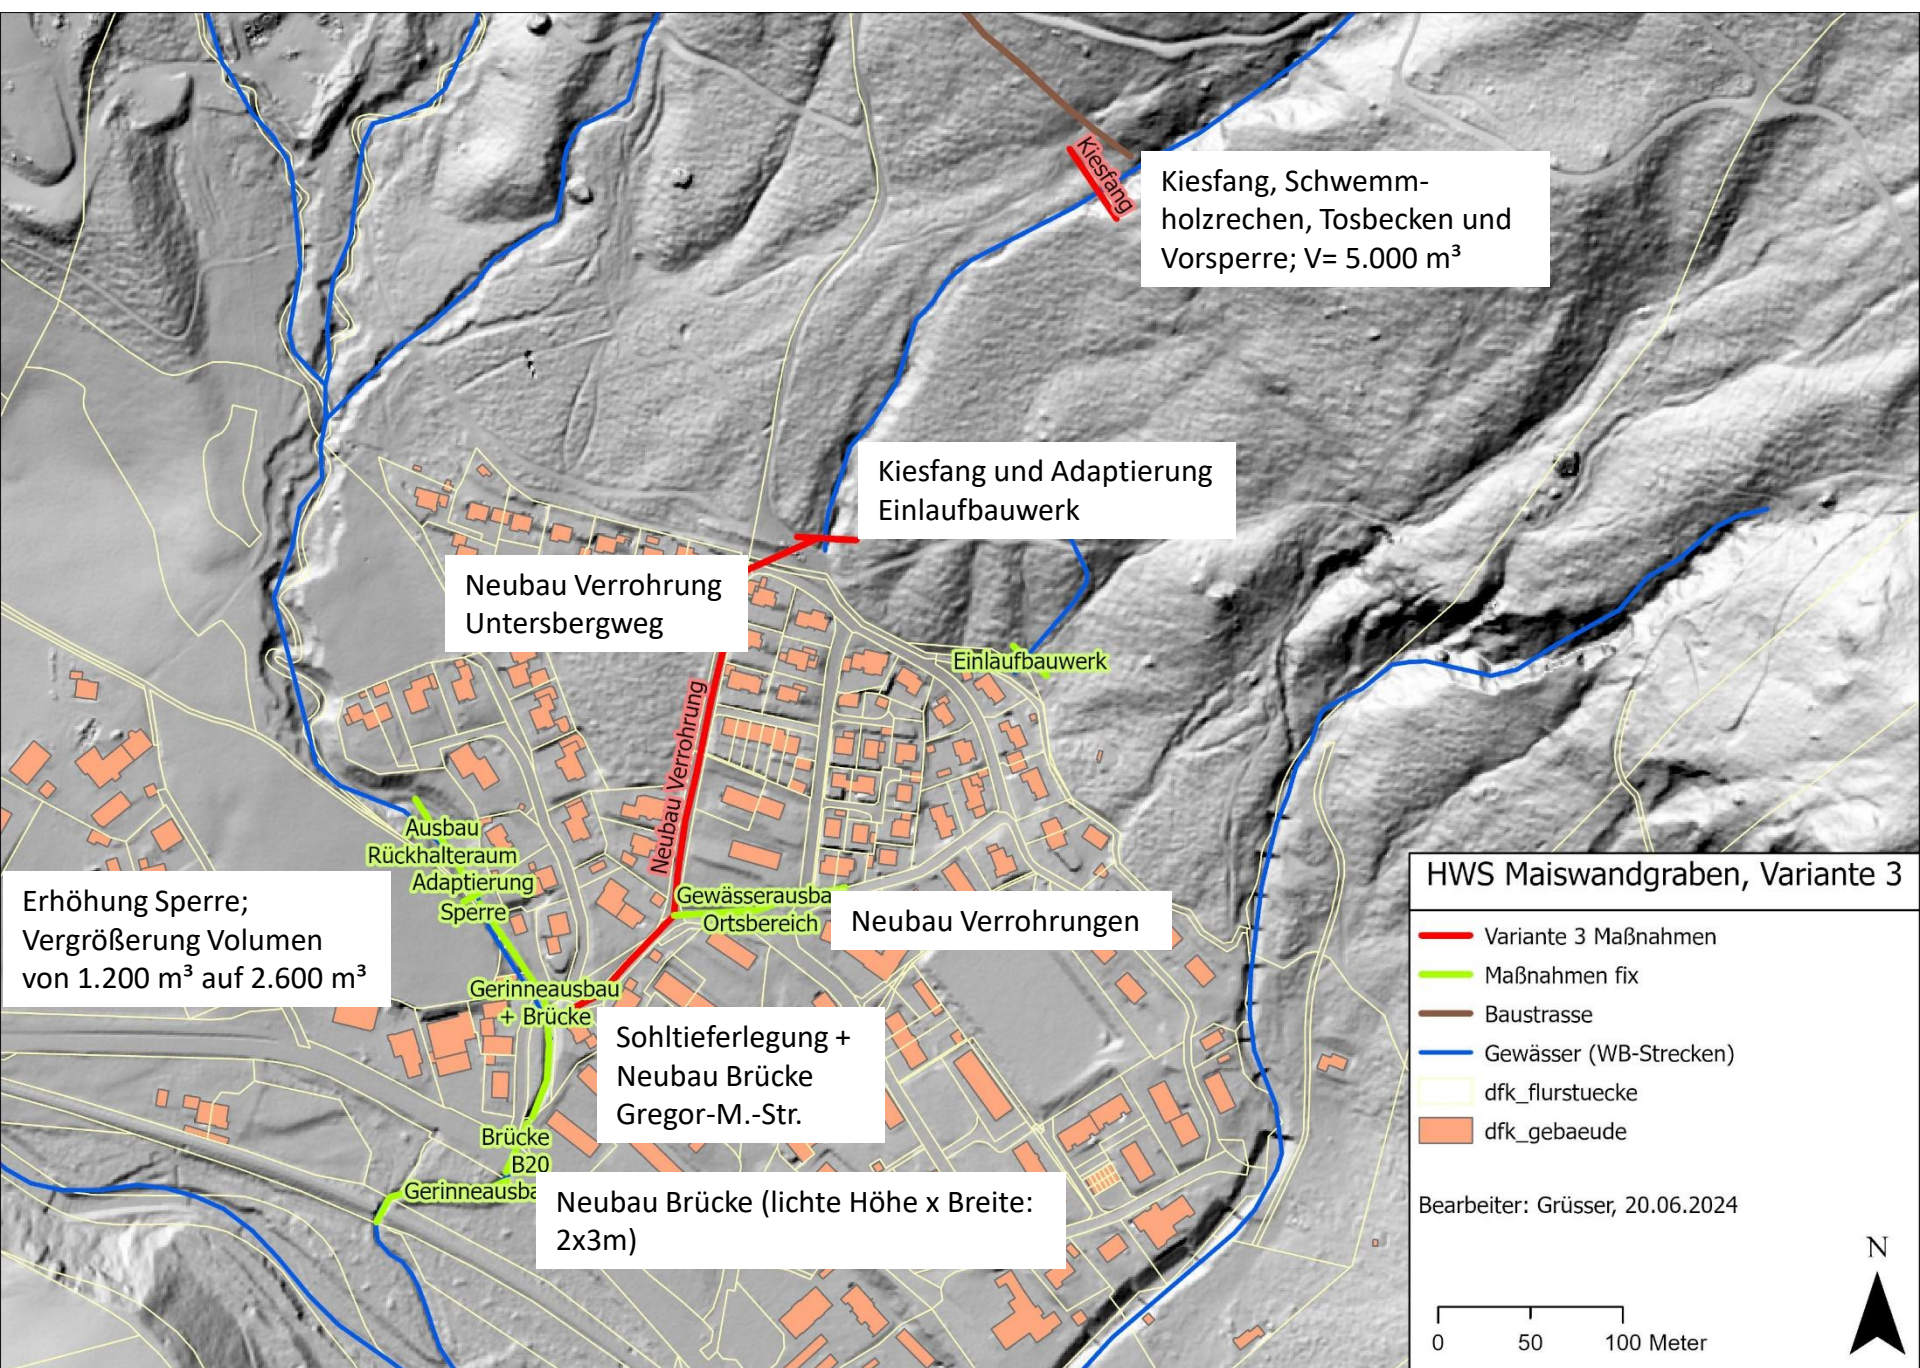 Kiesfang
Kiesfang, Schwemm-
holzrechen, Tosbecken und
Vorsperre; V= 5.000 m³
Kiesfang und Adaptierung
Einlaufbauwerk
Neubau Verrohrung
Untersbergweg
Einlaufbauwerk
Neubau Verrohrung
Ausbau
Rückhalteraum
Adaptierung
Sperre
Erhöhung Sperre;
Vergrößerung Volumen
von 1.200 m³ auf 2.600 m³
Gewässerausba
Ortsbereich
Neubau Verrohrungen
Gerinneausbau
+ Brücke
Sohltieferlegung +
Neubau Brücke
Gregor-M.-Str.
Brücke
B20
Gerinneausba
Neubau Brücke (lichte Höhe x Breite:
2x3m)
HWS Maiswandgraben, Variante 3
Variante 3 Maßnahmen
Maßnahmen fix
Baustrasse
Gewässer (WB-Strecken)
dfk_flurstuecke
dfk_gebaeude
Bearbeiter: Grüsser, 20.06.2024
N
0 50 100 Meter